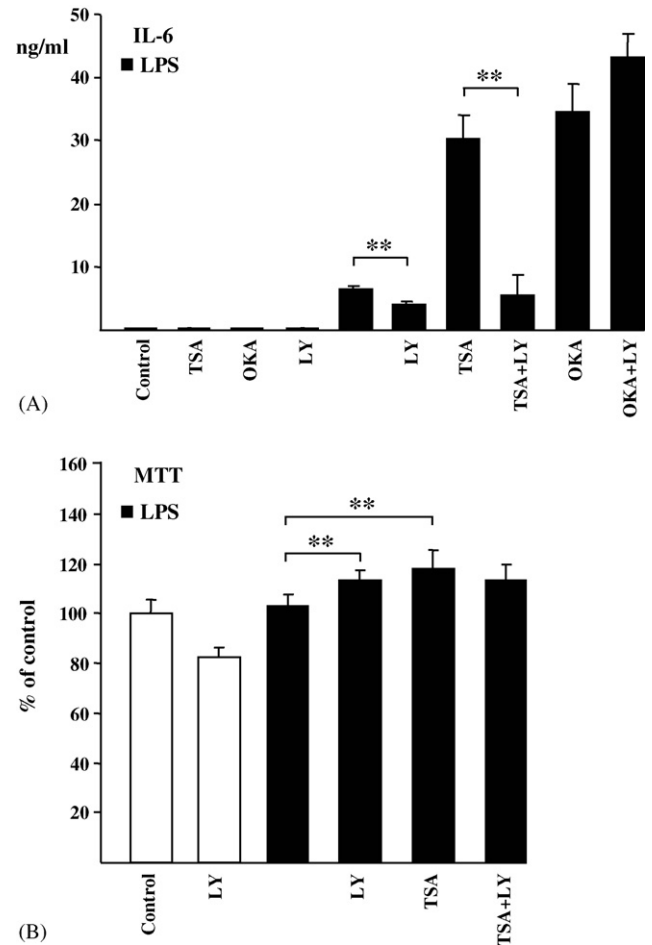 IL-6
ng/ml
LPS
50
40
30
20
10
**
**
Control
TSA
OKA
LY
LY
TSA
TSA+LY
OKA
OKA+LY
(A)
MTT
LPS
% of control
160
140
120
100
80
60
40
20
**
**
Control
LY
LY
TSA
TSA+LY
(B)